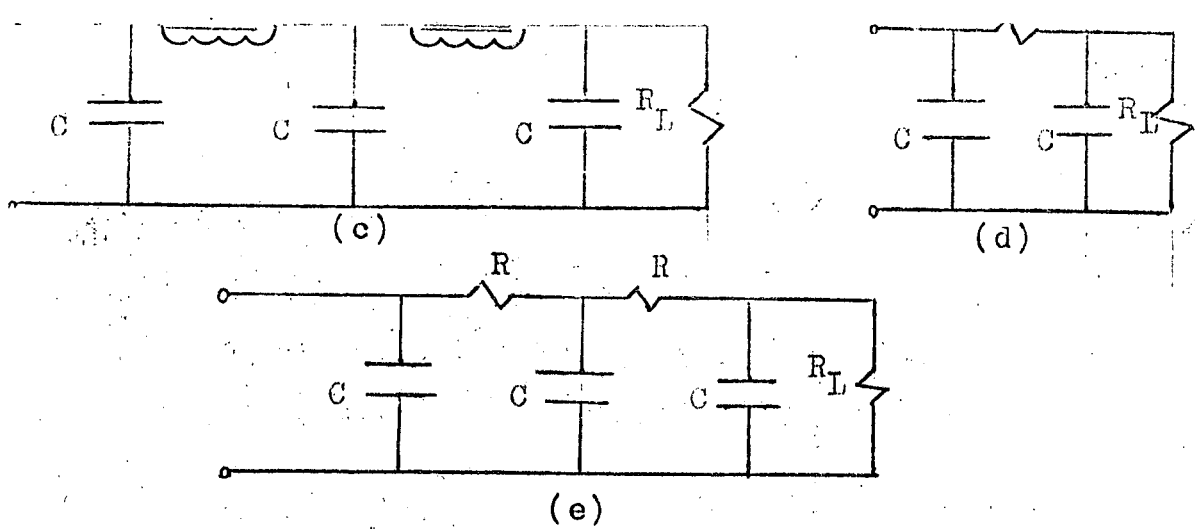 C C C R_L
C C R_L
(c) (d)
R R
C C C R_L
(e)